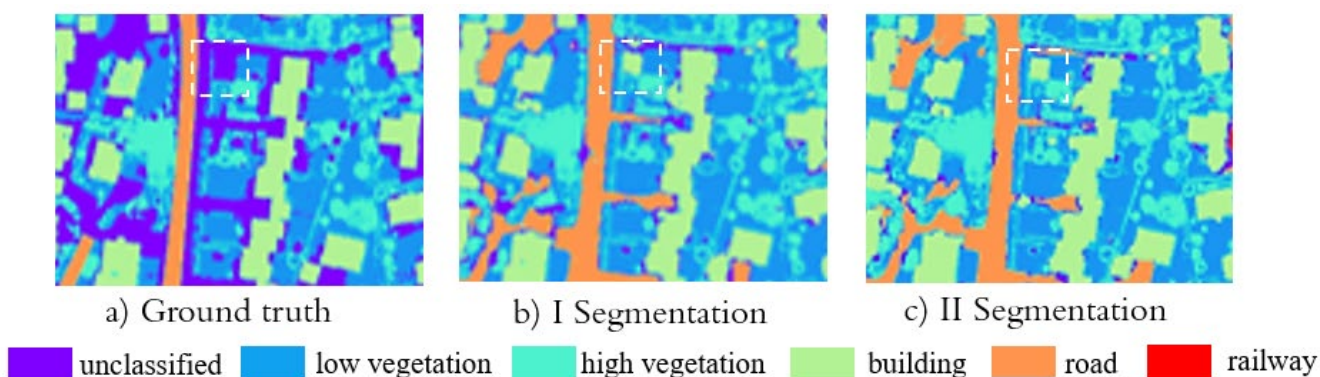 a) Ground truth b) I Segmentation c) II Segmentation
unclassified low vegetation high vegetation building road railway